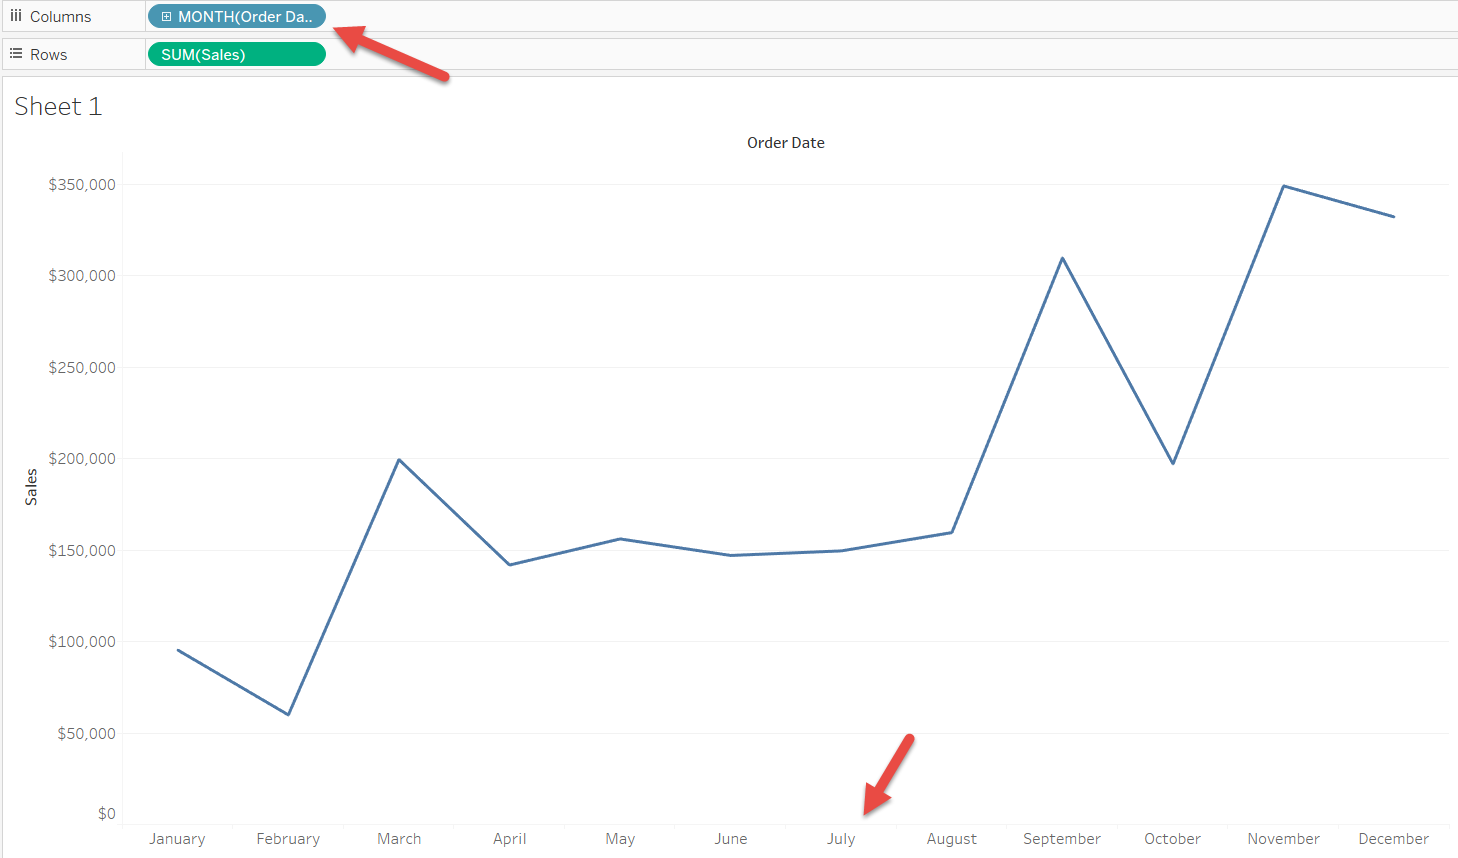 Columns
MONTH(Order Da..
Rows
SUM(Sales)
Sheet 1
Order Date
$350,000
$300,000
$250,000
$200,000
$150,000
$100,000
$50,000
$0
Sales
January February March April May June July August September October November December